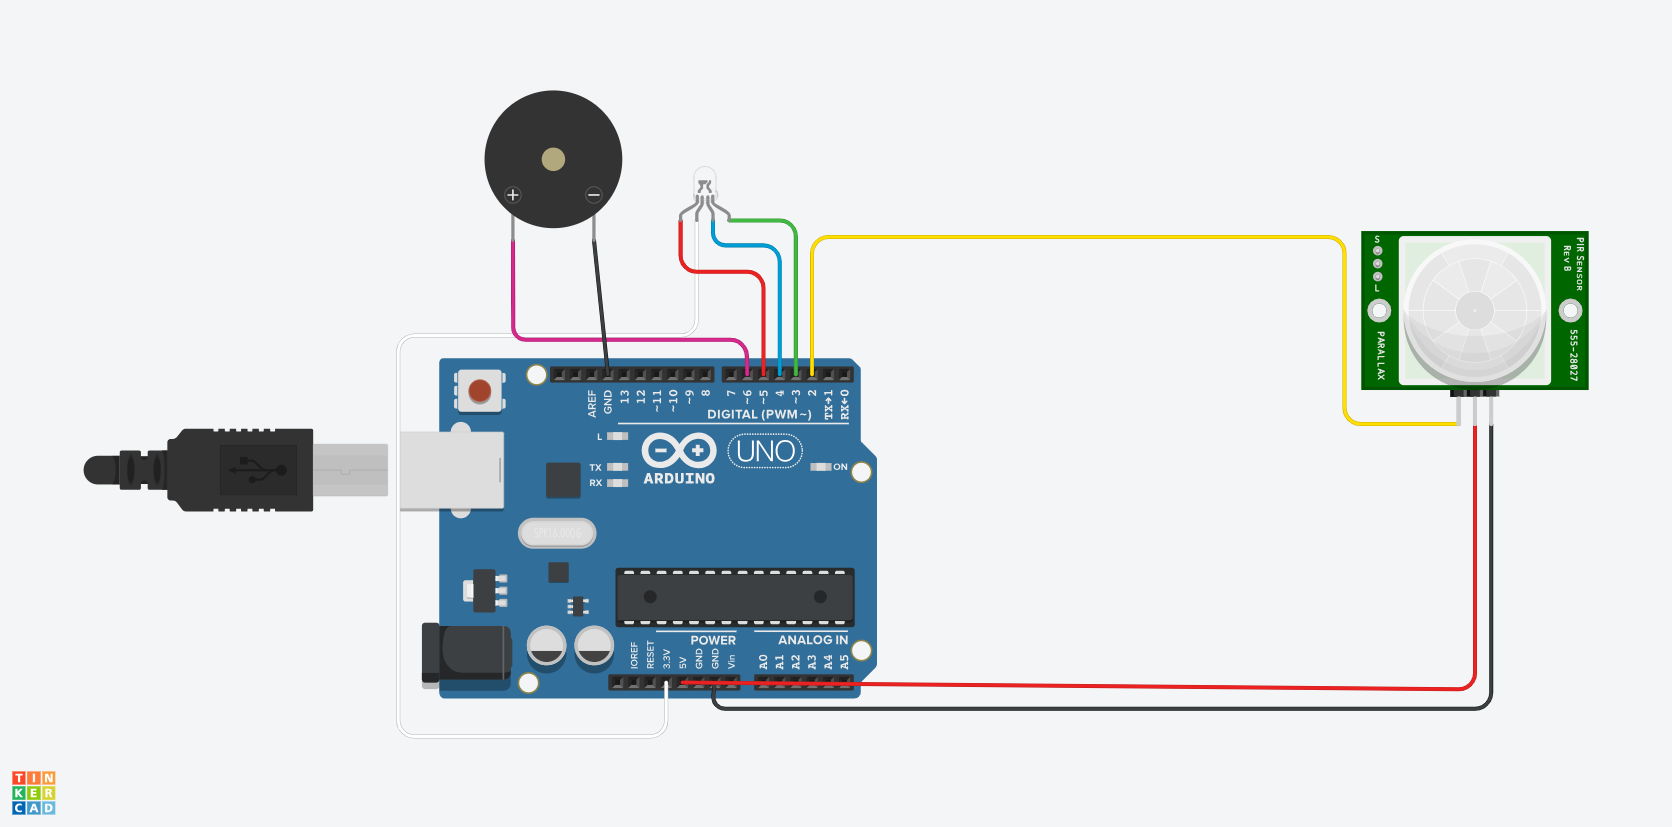 +
−
AREF
GND
13
12
~11
~10
~9
8
7
~6
~5
4
~3
2
TX→1
RX←0
DIGITAL (PWM~)
L
TX
RX
ARDUINO
UNO
ON
POWER
ANALOG IN
IOREF
RESET
3.3V
5V
GND
GND
Vin
A0
A1
A2
A3
A4
A5
S
L
PARALLAX
PIR SENSOR
REV B
555-28027
TIN
KER
CAD